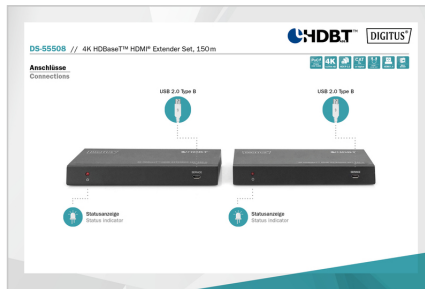 HDBT™
DIGITUS®
DS-55508 // 4K HDBaseT™ HDMI® Extender Set, 150 m
4K
Anschlüsse
Connections
USB 2.0 Type B
USB 2.0 Type B
Statusanzeige
Status indicator
Statusanzeige
Status indicator